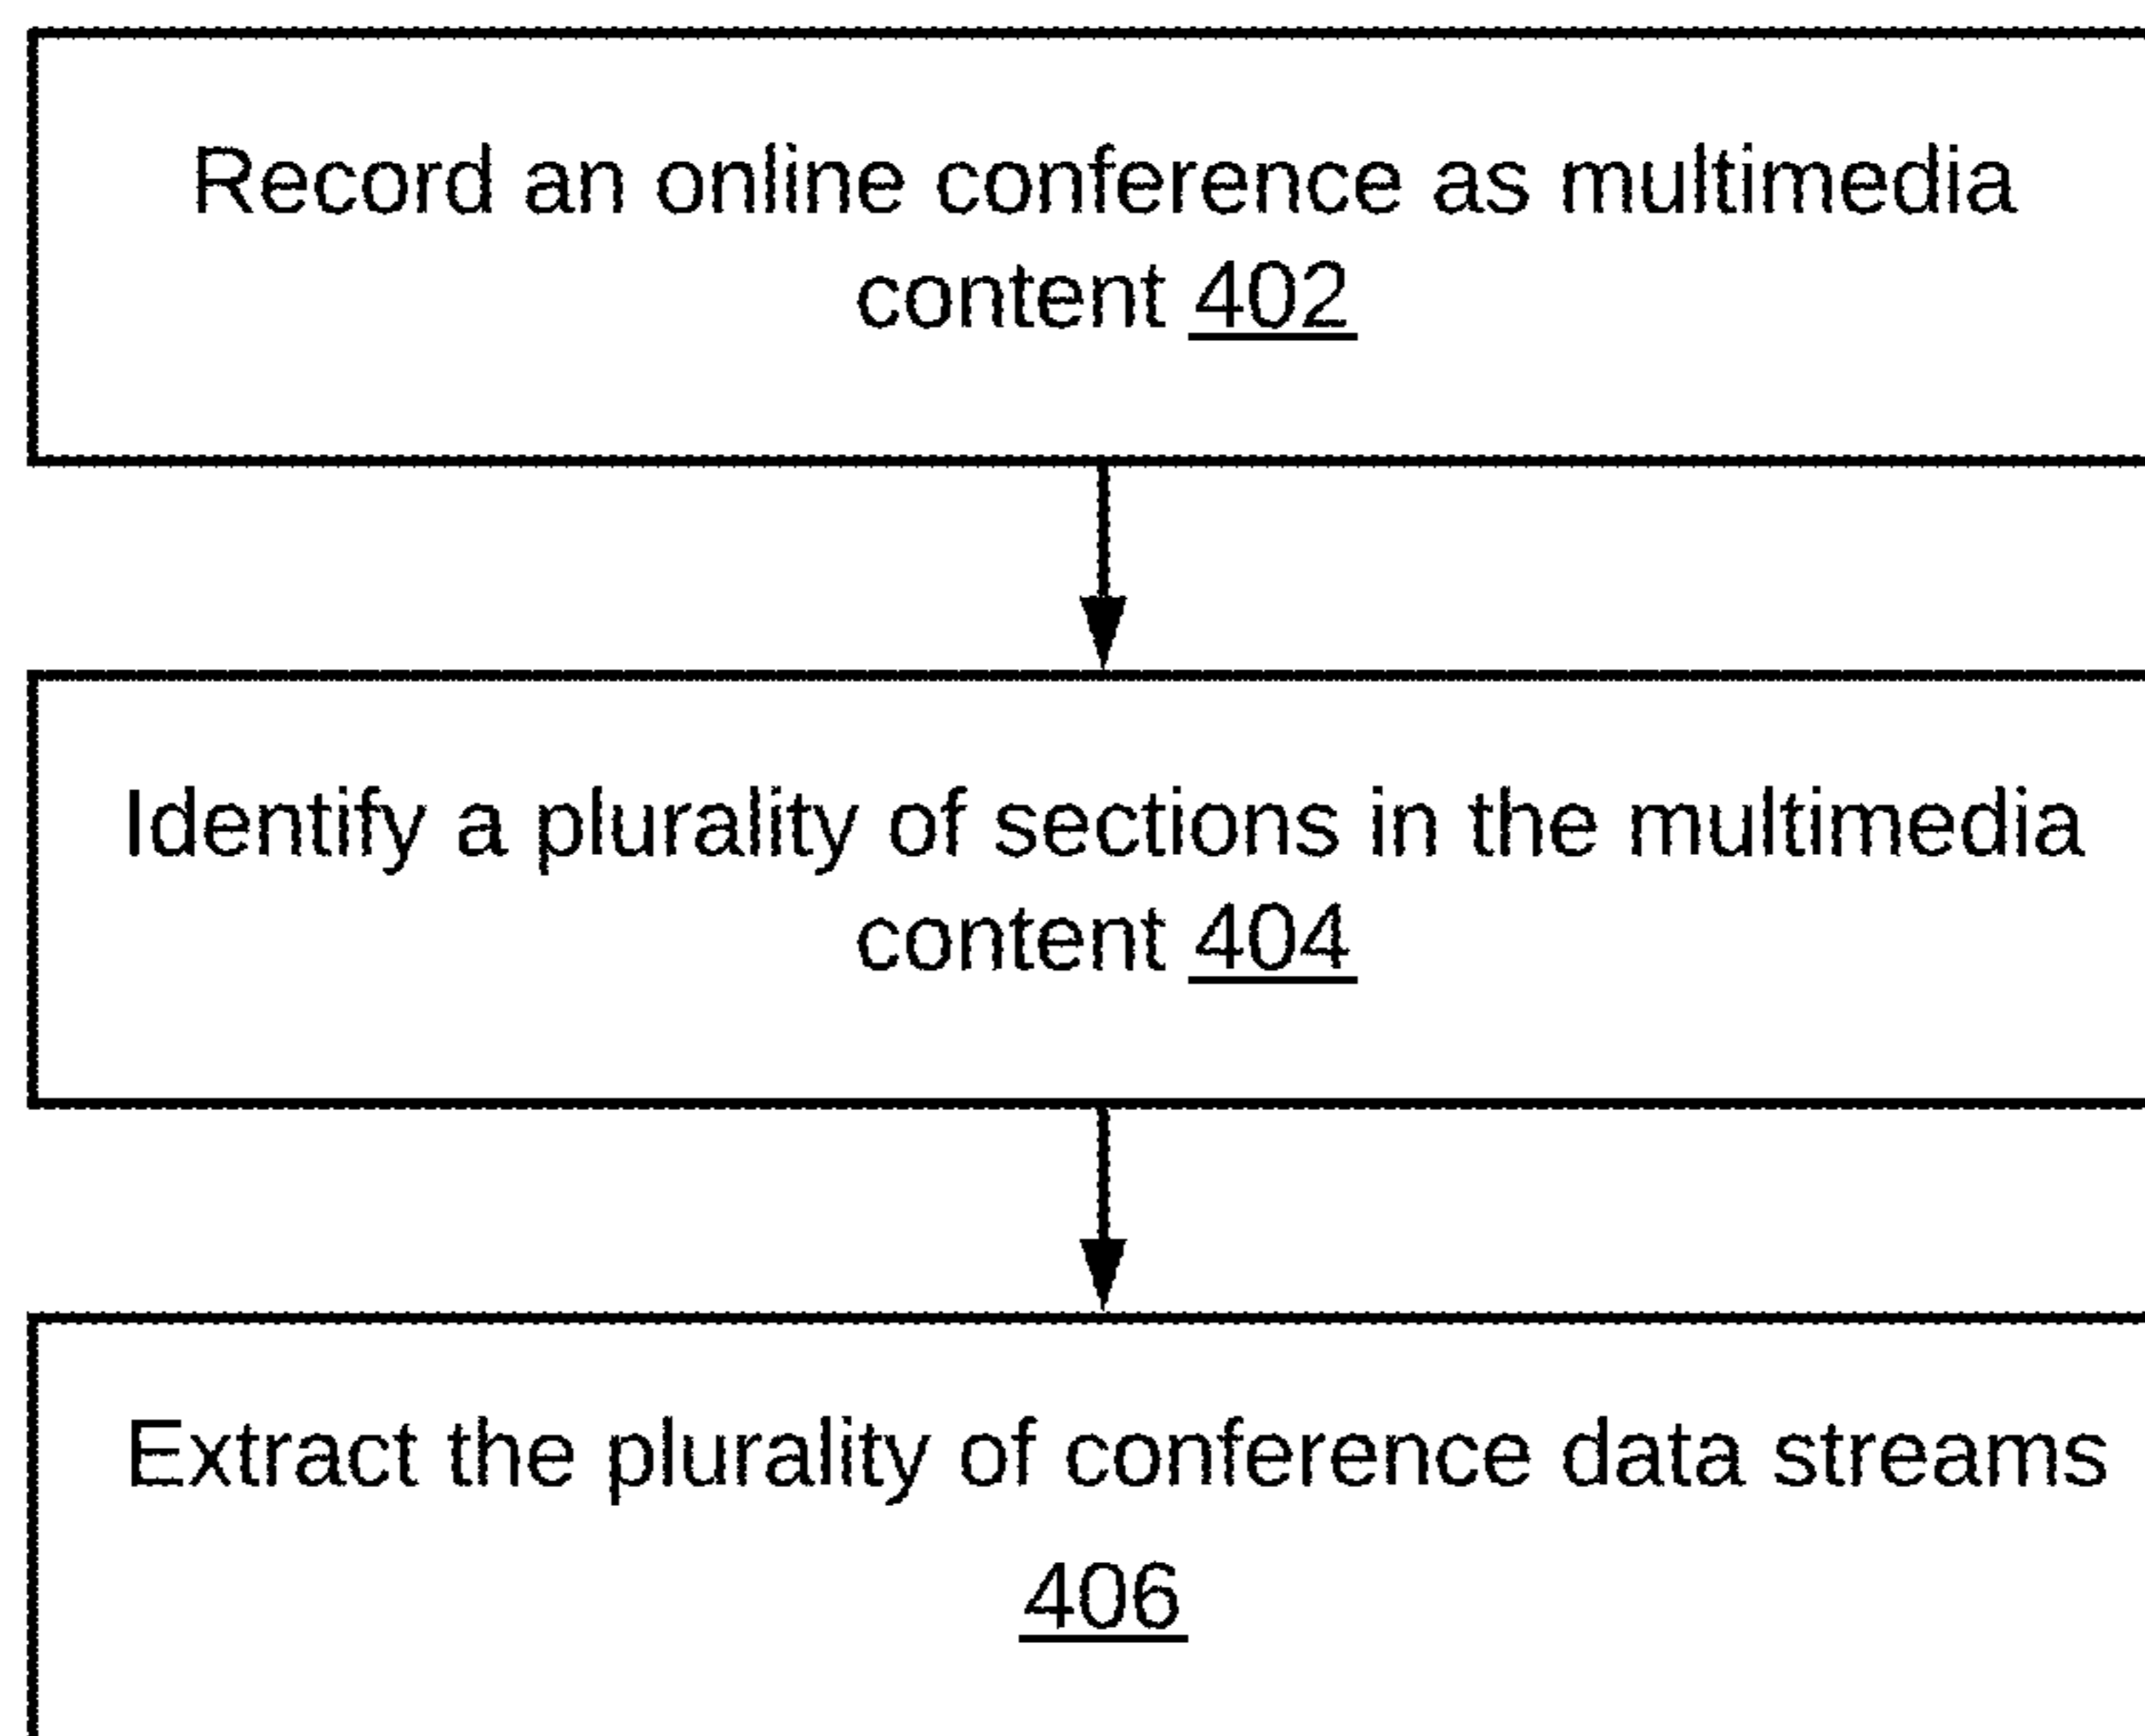 Record an online conference as multimedia
content 402
Identify a plurality of sections in the multimedia
content 404
Extract the plurality of conference data streams
406